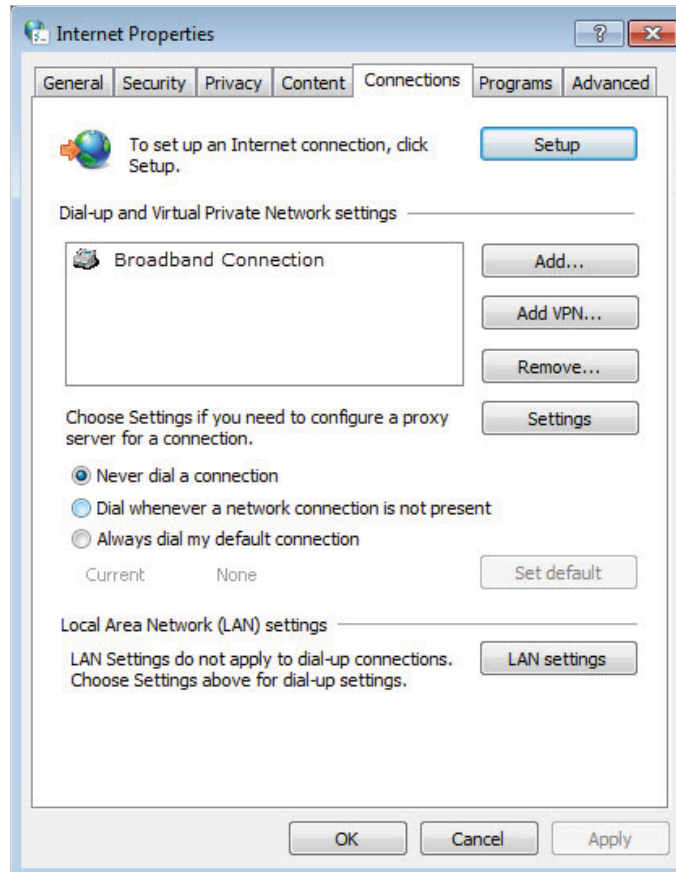 Internet Properties
General Security Privacy Content Connections Programs Advanced
To set up an Internet connection, click
Setup.
Setup
Dial-up and Virtual Private Network settings
Broadband Connection
Add...
Add VPN...
Remove...
Choose Settings if you need to configure a proxy
server for a connection.
Settings
Never dial a connection
Dial whenever a network connection is not present
Always dial my default connection
Current None
Set default
Local Area Network (LAN) settings
LAN Settings do not apply to dial-up connections.
Choose Settings above for dial-up settings.
LAN settings
OK Cancel Apply